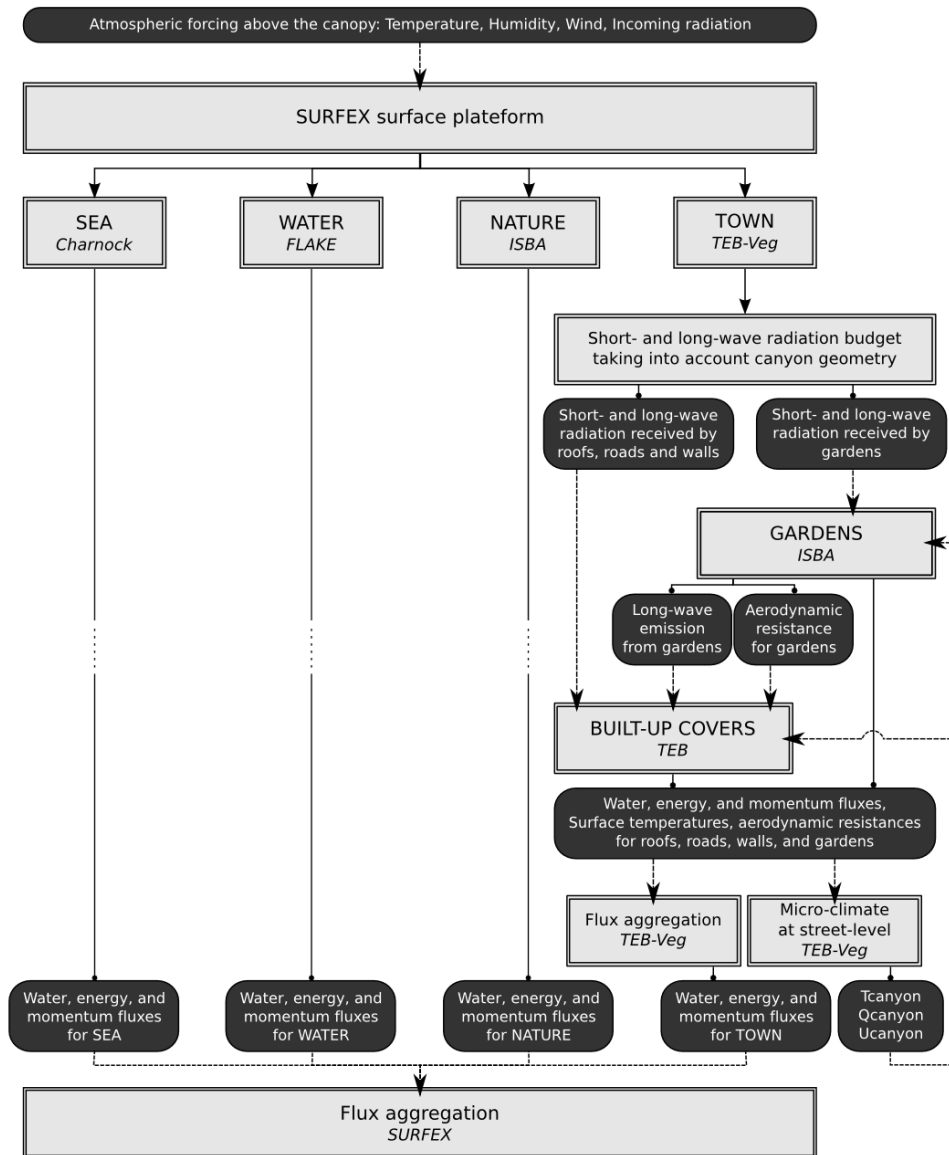 Atmospheric forcing above the canopy: Temperature, Humidity, Wind, Incoming radiation
SURFEX surface plateform
SEA
Charnock
WATER
FLAKE
NATURE
ISBA
TOWN
TEB-Veg
Short- and long-wave radiation budget
taking into account canyon geometry
Short- and long-wave
radiation received by
roofs, roads and walls
Short- and long-wave
radiation received by
gardens
GARDENS
ISBA
Long-wave
emission
from gardens
Aerodynamic
resistance
for gardens
BUILT-UP COVERS
TEB
Water, energy, and momentum fluxes,
Surface temperatures, aerodynamic resistances
for roofs, roads, walls, and gardens
Flux aggregation
TEB-Veg
Micro-climate
at street-level
TEB-Veg
Water, energy, and
momentum fluxes
for SEA
Water, energy, and
momentum fluxes
for WATER
Water, energy, and
momentum fluxes
for NATURE
Water, energy, and
momentum fluxes
for TOWN
Tcanyon
Qcanyon
Ucanyon
Flux aggregation
SURFEX